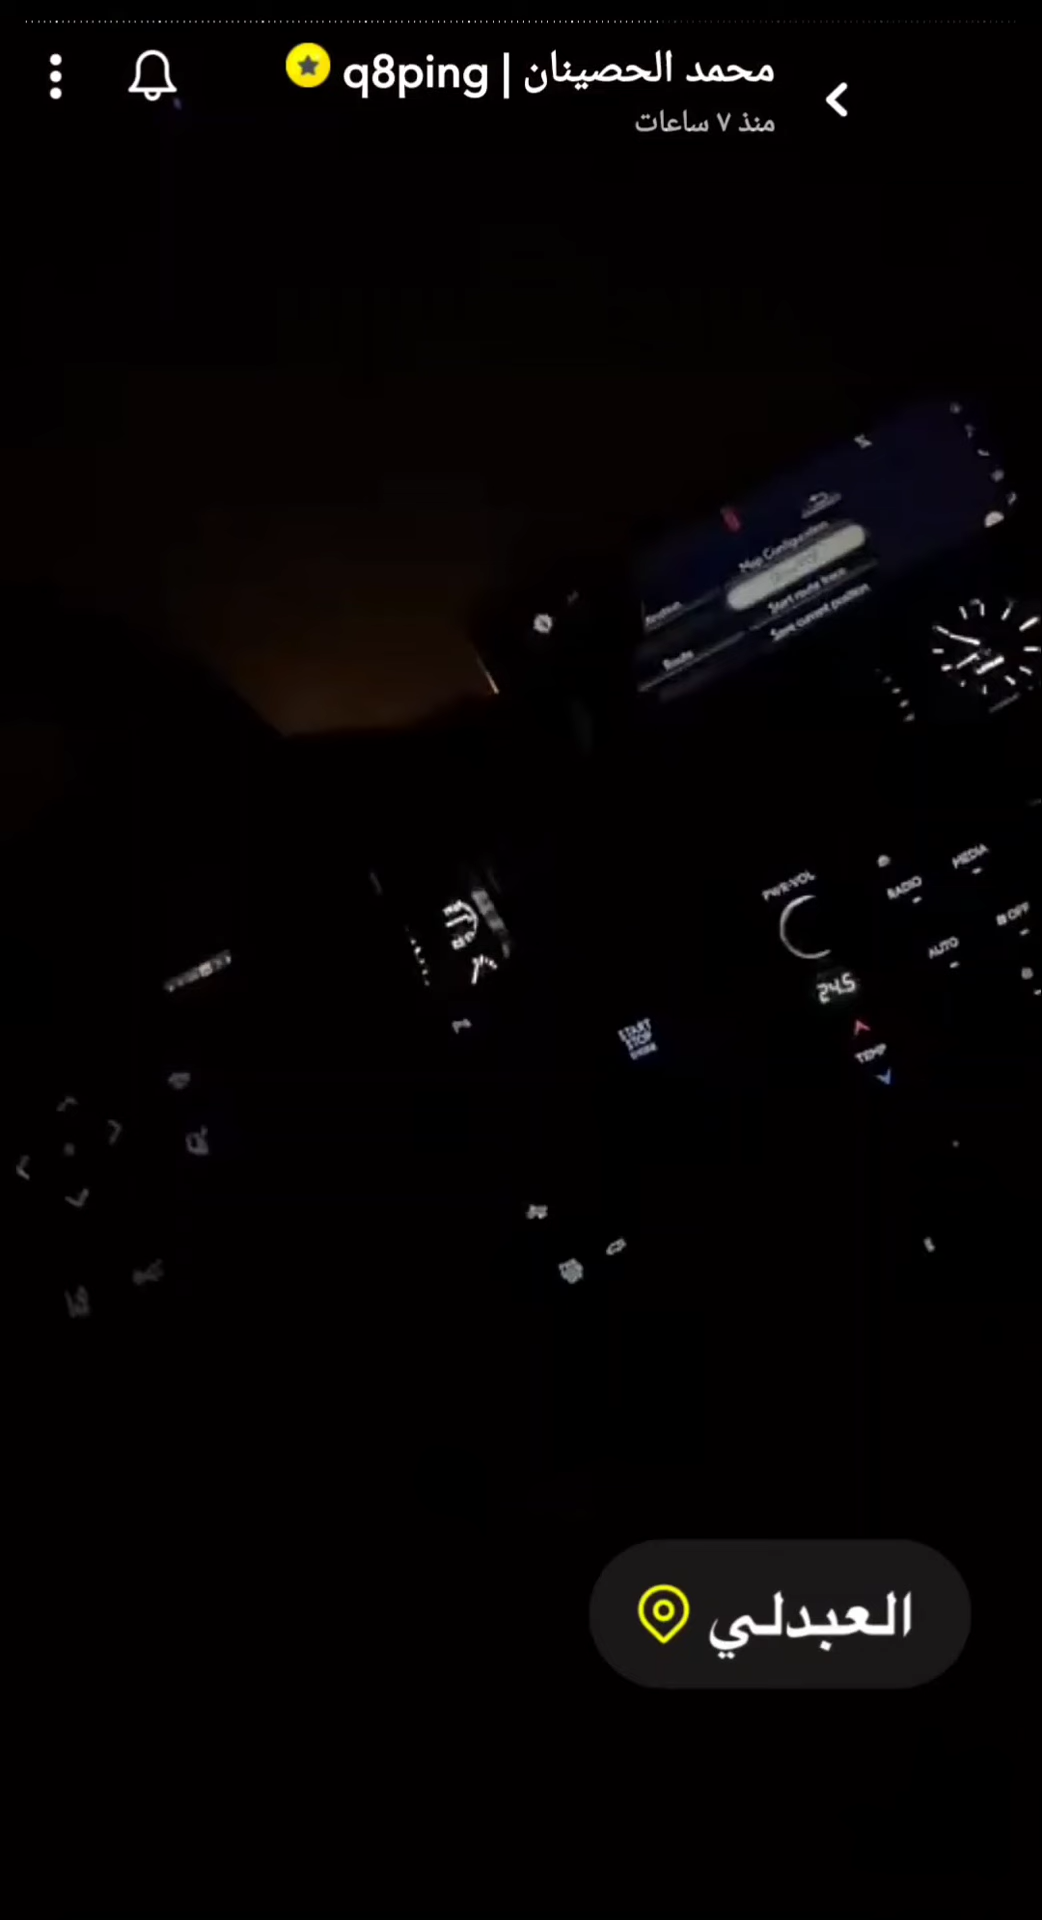 محمد الحصينان | q8ping
منذ ٧ ساعات
Map Configuration
Start route trace
Save current position
Route
MEDIA
RADIO
PWR·VOL
OFF
AUTO
24.5
START
STOP
ENGINE
TEMP
العبدلي